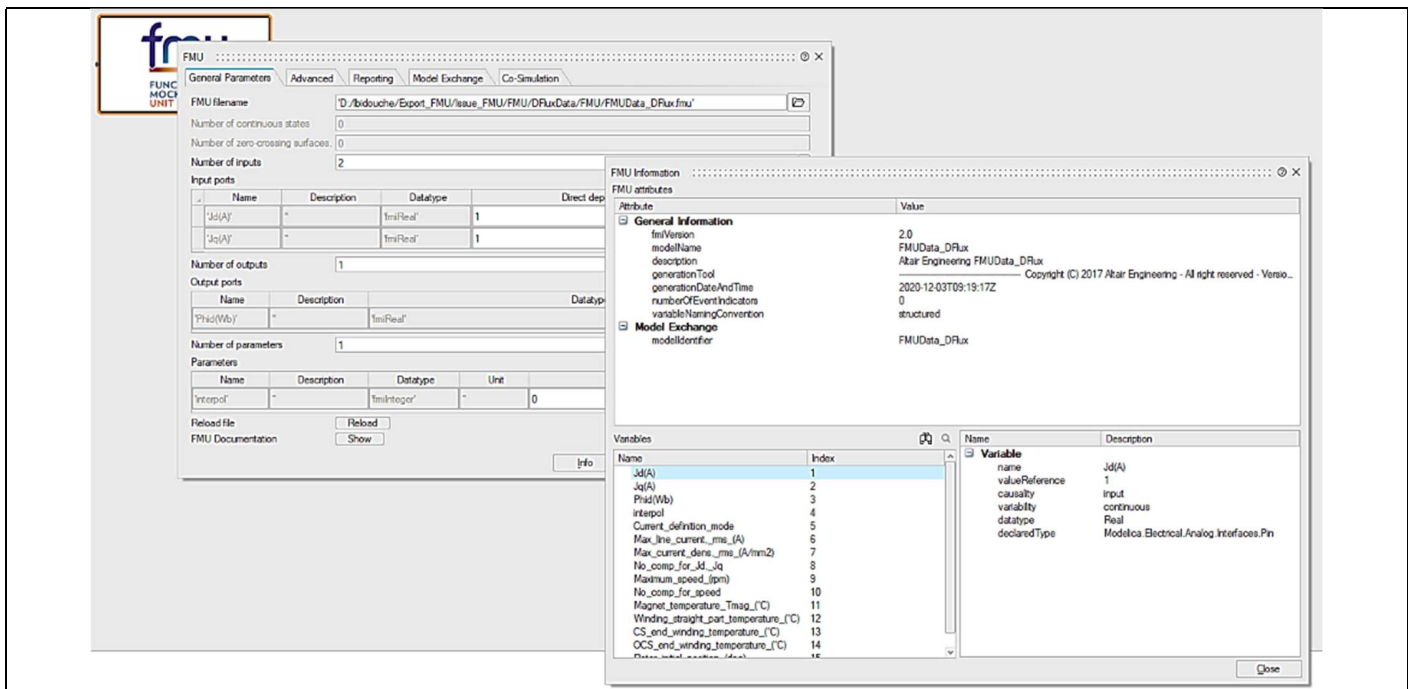 fmu
FUNC
MOCK
UNIT
FMU
General Parameters Advanced Reporting Model Exchange Co-Simulation
FMU filename 'D:/lbidouche/Export_FMU/Issue_FMU/FMU/DFluxData/FMU/FMUData_DFlux.fmu'
Number of continuous states 0
Number of zero-crossing surfaces. 0
Number of inputs 2
Input ports
Name Description Datatype Direct dep
'Jd(A)' '' 'fmiReal' 1
'Jq(A)' '' 'fmiReal' 1
Number of outputs 1
Output ports
Name Description Datatype
'Phid(Wb)' '' 'fmiReal'
Number of parameters 1
Parameters
Name Description Datatype Unit
'interpol' '' 'fmiInteger' '' 0
Reload file Reload
FMU Documentation Show
Info
FMU Information
FMU attributes
Attribute Value
General Information
fmiVersion 2.0
modelName FMUData_DFlux
description Altair Engineering FMUData_DFlux
generationTool Copyright (C) 2017 Altair Engineering - All right reserved - Versio...
generationDateAndTime 2020-12-03T09:19:17Z
numberOfEventIndicators 0
variableNamingConvention structured
Model Exchange
modelIdentifier FMUData_DFlux
Variables
Name Index
Jd(A) 1
Jq(A) 2
Phid(Wb) 3
interpol 4
Current_definition_mode 5
Max_line_current,_rms_(A) 6
Max_current_dens.,_rms_(A/mm2) 7
No_comp_for_Jd,_Jq 8
Maximum_speed_(rpm) 9
No_comp_for_speed 10
Magnet_temperature_Tmag_(°C) 11
Winding_straight_part_temperature_(°C) 12
CS_end_winding_temperature_(°C) 13
OCS_end_winding_temperature_(°C) 14
Name Description
Variable
name Jd(A)
valueReference 1
causality input
variability continuous
datatype Real
declaredType Modelica.Electrical.Analog.Interfaces.Pin
Close